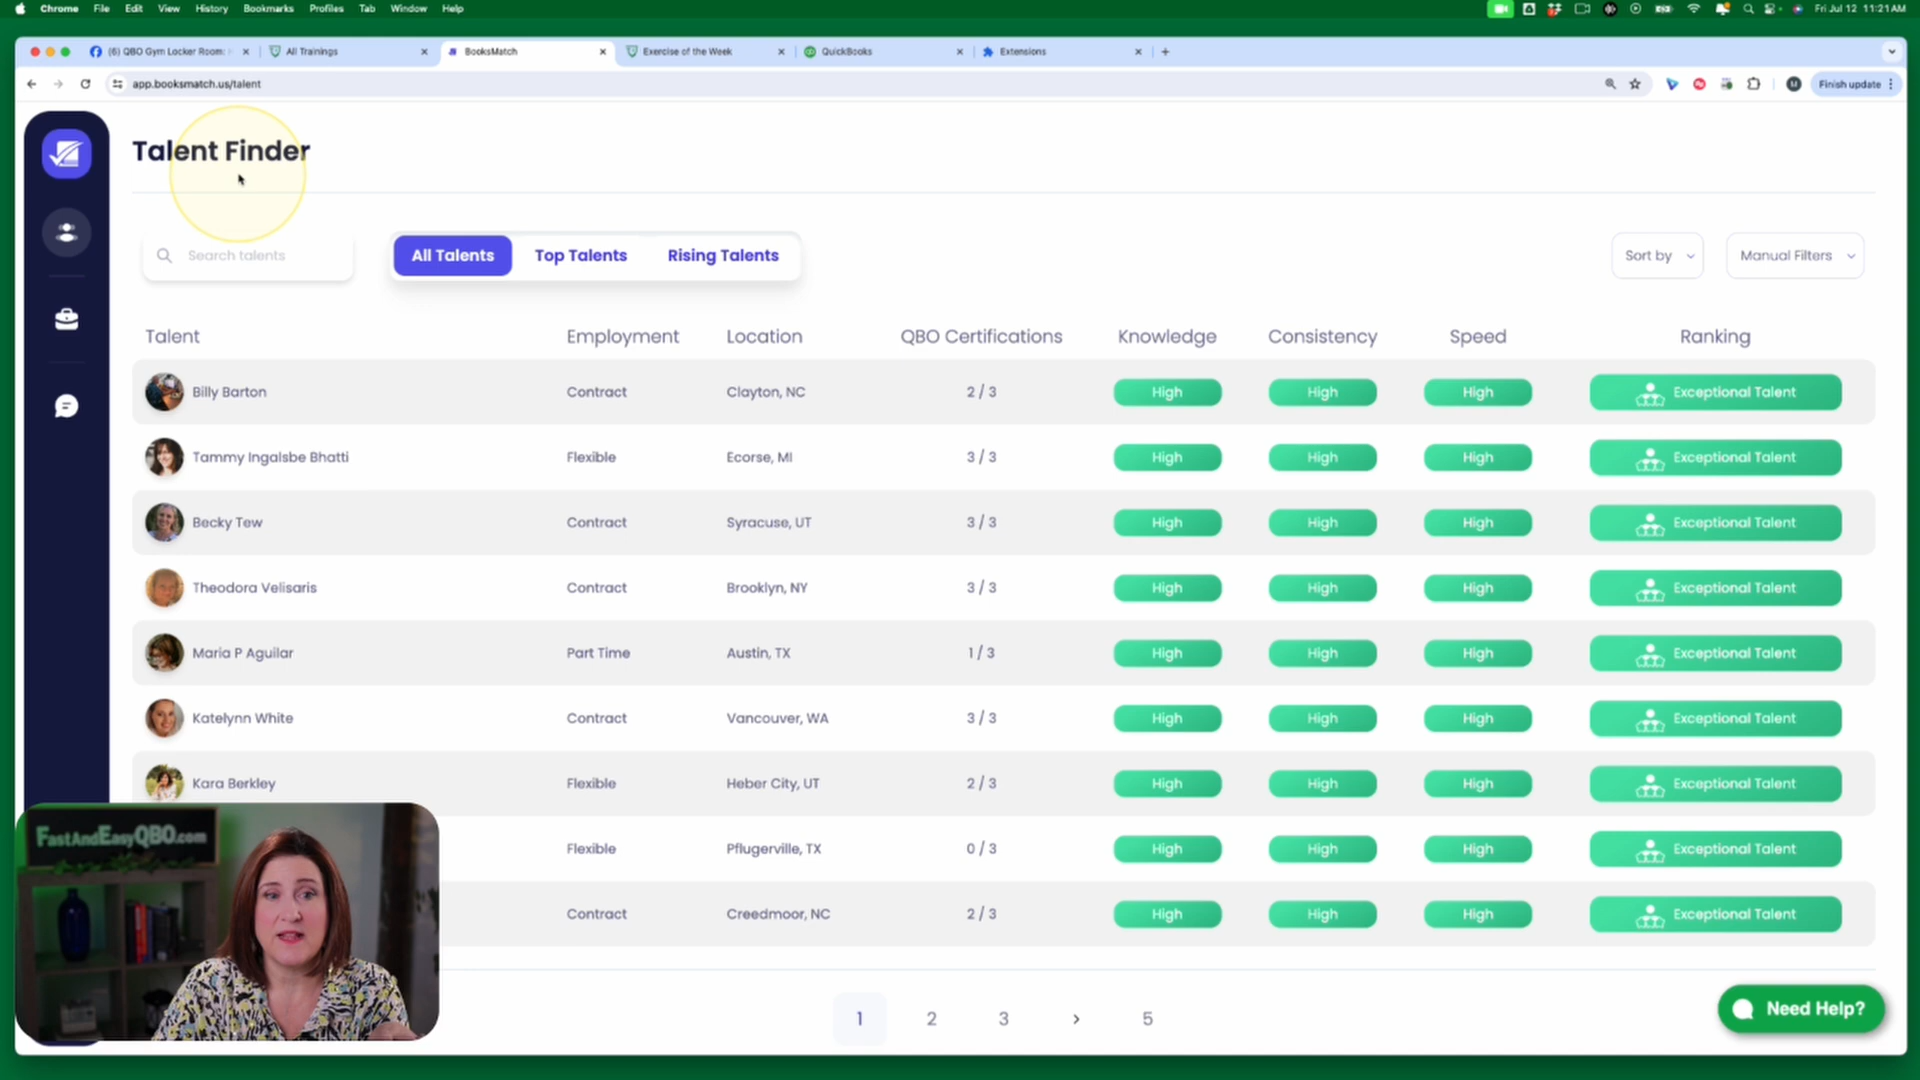 Chrome File Edit View History Bookmarks Profiles Tab Window Help Fri Jul 12 11:21 AM
(6) QBO Gym Locker Room: All Trainings BooksMatch Exercise of the Week QuickBooks Extensions
app.booksmatch.us/talent Finish update
Talent Finder
Search talents All Talents Top Talents Rising Talents Sort by Manual Filters
Talent Employment Location QBO Certifications Knowledge Consistency Speed Ranking
Billy Barton Contract Clayton, NC 2 / 3 High High High Exceptional Talent
Tammy Ingalsbe Bhatti Flexible Ecorse, MI 3 / 3 High High High Exceptional Talent
Becky Tew Contract Syracuse, UT 3 / 3 High High High Exceptional Talent
Theodora Velisaris Contract Brooklyn, NY 3 / 3 High High High Exceptional Talent
Maria P Aguilar Part Time Austin, TX 1 / 3 High High High Exceptional Talent
Katelynn White Contract Vancouver, WA 3 / 3 High High High Exceptional Talent
Kara Berkley Flexible Heber City, UT 2 / 3 High High High Exceptional Talent
FastAndEasyQBO.com
Flexible Pflugerville, TX 0 / 3 High High High Exceptional Talent
Contract Creedmoor, NC 2 / 3 High High High Exceptional Talent
1 2 3 > 5
Need Help?